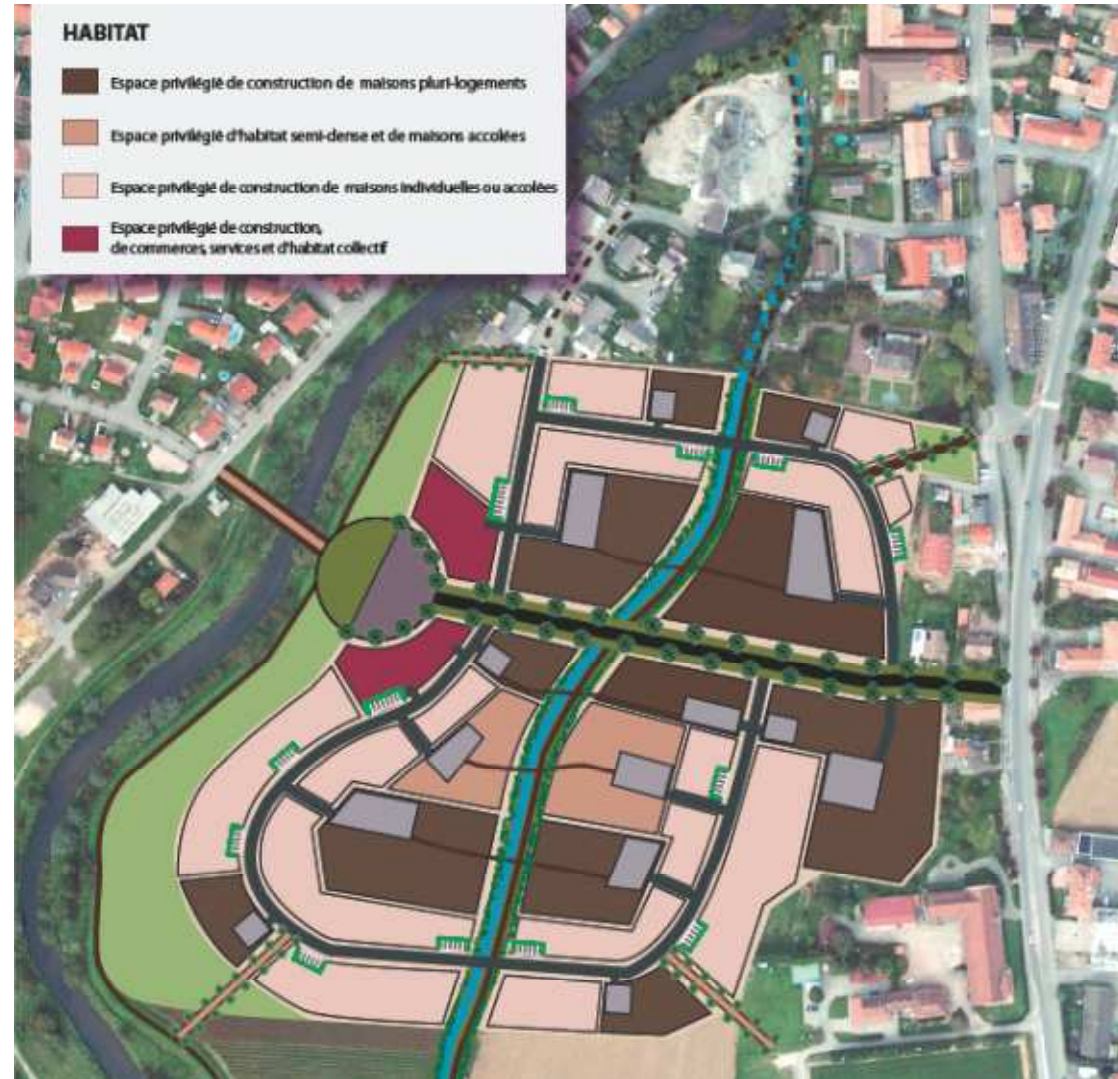 HABITAT
Espace privilégié de construction de maisons pluri-logements
Espace privilégié d'habitat semi-dense et de maisons accolées
Espace privilégié de construction de maisons individuelles ou accolées
Espace privilégié de construction,
de commerces, services et d'habitat collectif